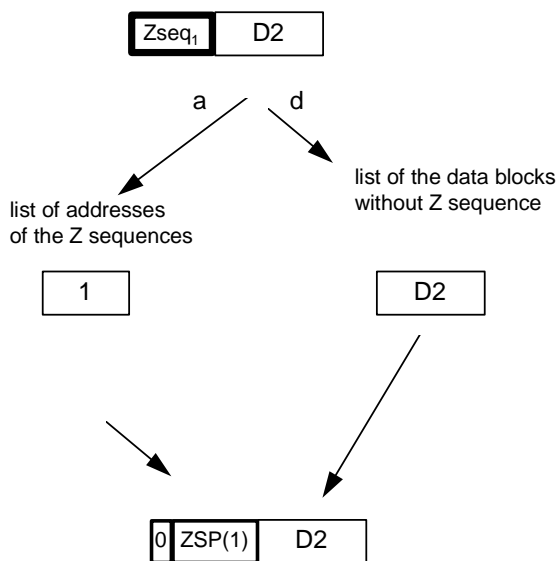 Zseq₁ D2
a d
list of the data blocks
without Z sequence
list of addresses
of the Z sequences
1 D2
0 ZSP(1) D2